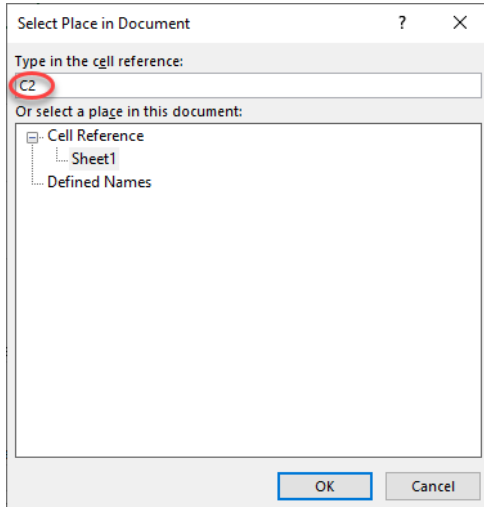 Select Place in Document ? ×
Type in the cell reference:
C2
Or select a place in this document:
Cell Reference
Sheet1
Defined Names
OK Cancel